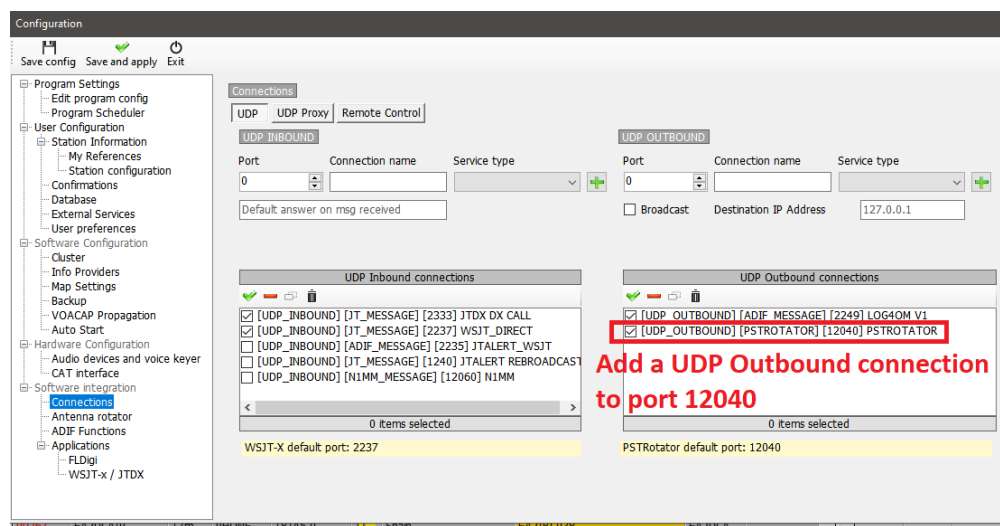 Configuration
Save config Save and apply Exit
Program Settings
Edit program config
Program Scheduler
User Configuration
Station Information
My References
Station configuration
Confirmations
Database
External Services
User preferences
Software Configuration
Cluster
Info Providers
Map Settings
Backup
VOACAP Propagation
Auto Start
Hardware Configuration
Audio devices and voice keyer
CAT interface
Software integration
Connections
Antenna rotator
ADIF Functions
Applications
FLDigi
WSJT-x / JTDX
Connections
UDP UDP Proxy Remote Control
UDP INBOUND
Port Connection name Service type
0
Default answer on msg received
UDP Inbound connections
[UDP_INBOUND] [JT_MESSAGE] [2333] JTDX DX CALL
[UDP_INBOUND] [JT_MESSAGE] [2237] WSJT_DIRECT
[UDP_INBOUND] [ADIF_MESSAGE] [2235] JTALERT_WSJT
[UDP_INBOUND] [JT_MESSAGE] [1240] JTALERT REBROADCAST
[UDP_INBOUND] [N1MM_MESSAGE] [12060] N1MM
0 items selected
WSJT-X default port: 2237
UDP OUTBOUND
Port Connection name Service type
0
Broadcast Destination IP Address 127.0.0.1
UDP Outbound connections
[UDP_OUTBOUND] [ADIF_MESSAGE] [2249] LOG4OM V1
[UDP_OUTBOUND] [PSTROTATOR] [12040] PSTROTATOR
Add a UDP Outbound connection
to port 12040
0 items selected
PSTRotator default port: 12040